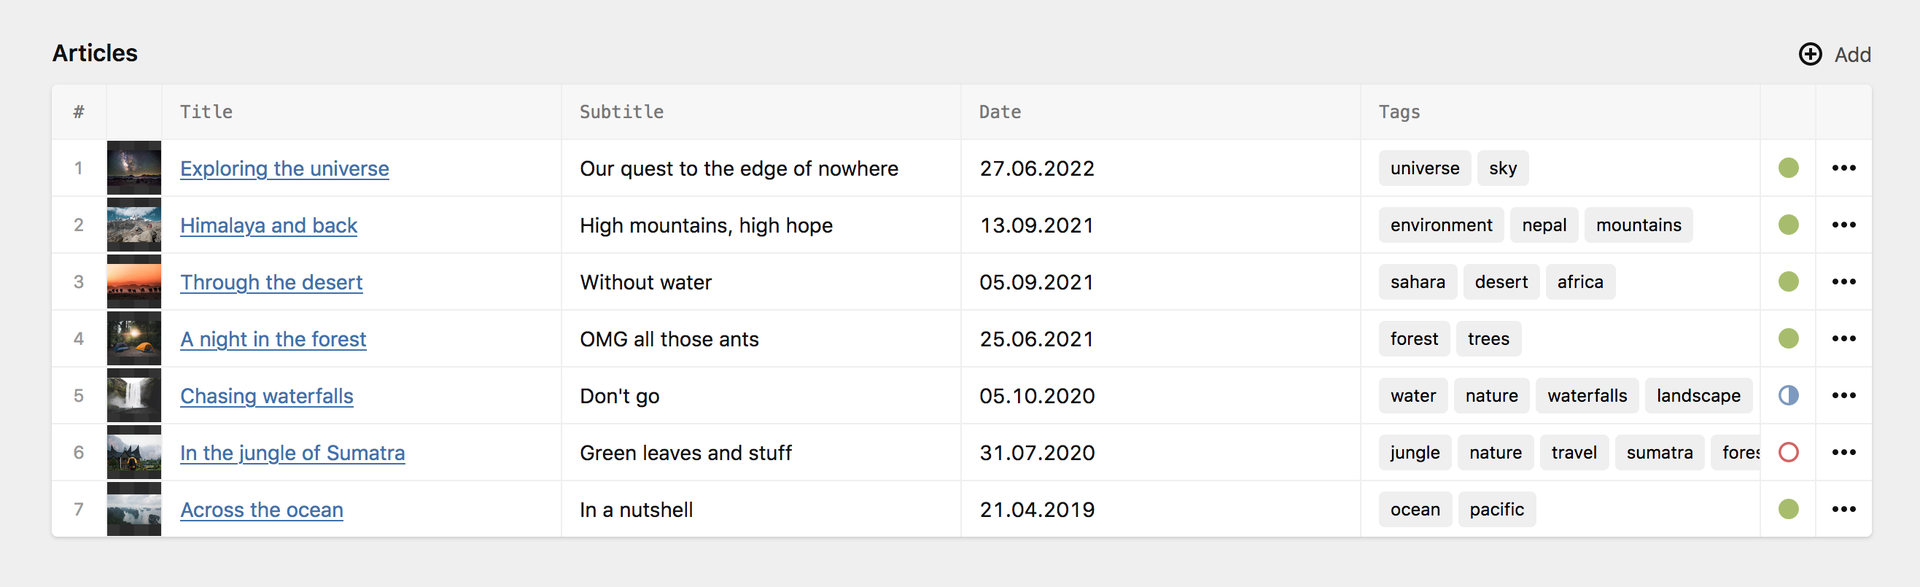 Articles
Add
# Title Subtitle Date Tags
1 Exploring the universe Our quest to the edge of nowhere 27.06.2022 universe sky
2 Himalaya and back High mountains, high hope 13.09.2021 environment nepal mountains
3 Through the desert Without water 05.09.2021 sahara desert africa
4 A night in the forest OMG all those ants 25.06.2021 forest trees
5 Chasing waterfalls Don't go 05.10.2020 water nature waterfalls landscape
6 In the jungle of Sumatra Green leaves and stuff 31.07.2020 jungle nature travel sumatra fores
7 Across the ocean In a nutshell 21.04.2019 ocean pacific